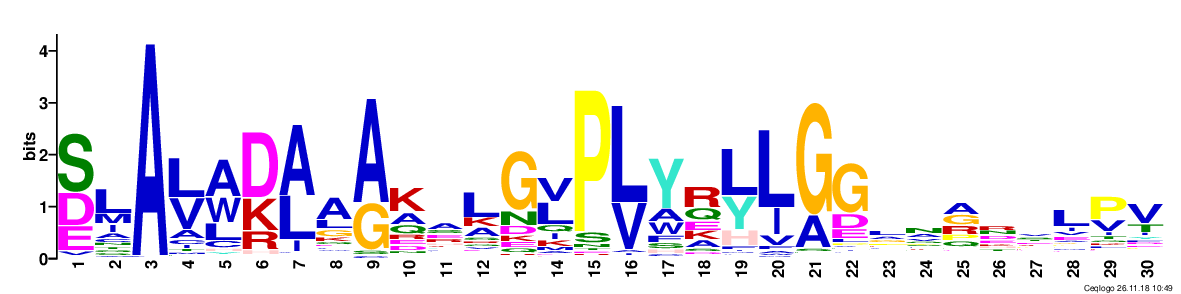 bits
4
3
2
1
0
S D E
L M A G
A
L V A
A W L C
D K R
A L I
A L G K
A G
K A Q R E
A S E
L K A S
G N D K
V L I K M
P S
L V
Y A W L S
R Q E K A
L Y H
L I V
G A
G D E
L
N A
A G R Q
R
L
P V
V T
1 2 3 4 5 6 7 8 9 10 11 12 13 14 15 16 17 18 19 20 21 22 23 24 25 26 27 28 29 30
Ceqlogo 26.11.18 10:49